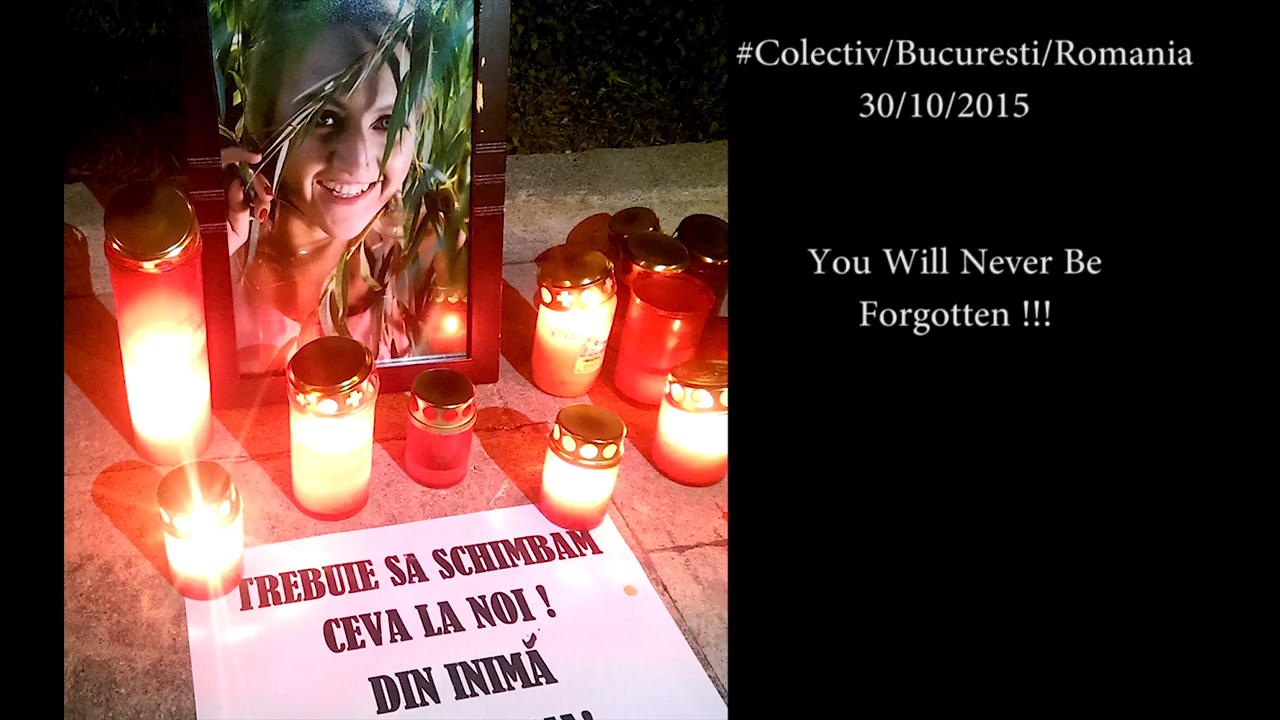 #Colectiv/Bucuresti/Romania
30/10/2015
You Will Never Be
Forgotten !!!
TREBUIE SA SCHIMBAM
CEVA LA NOI !
DIN INIMĂ